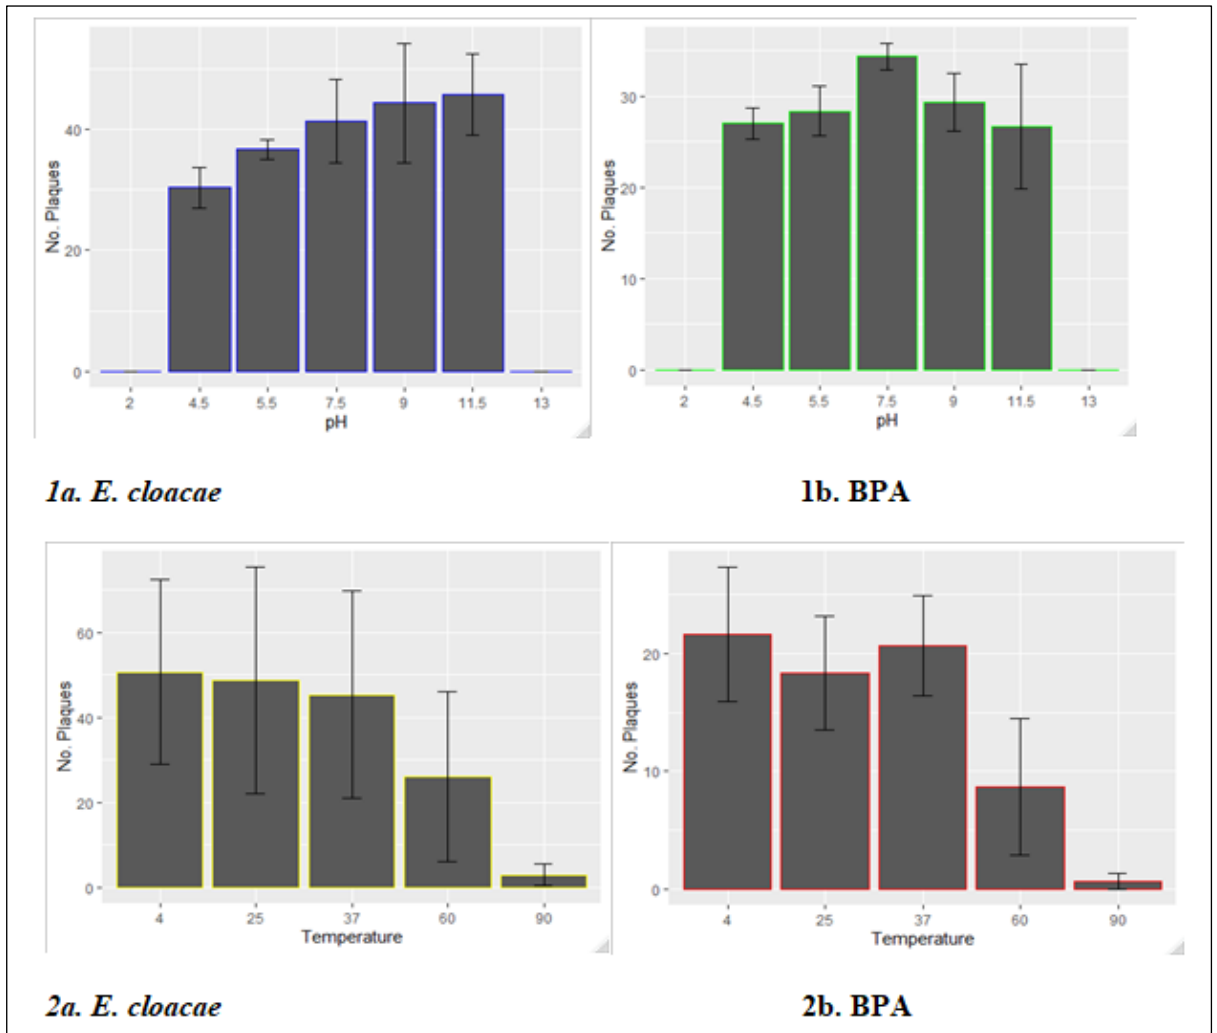 No. Plaques
40
20
0
2 4.5 5.5 7.5 9 11.5 13
pH
No. Plaques
30
20
10
0
2 4.5 5.5 7.5 9 11.5 13
pH
1a. E. cloacae
1b. BPA
No. Plaques
60
40
20
0
4 25 37 60 90
Temperature
No. Plaques
20
10
0
4 25 37 60 90
Temperature
2a. E. cloacae
2b. BPA